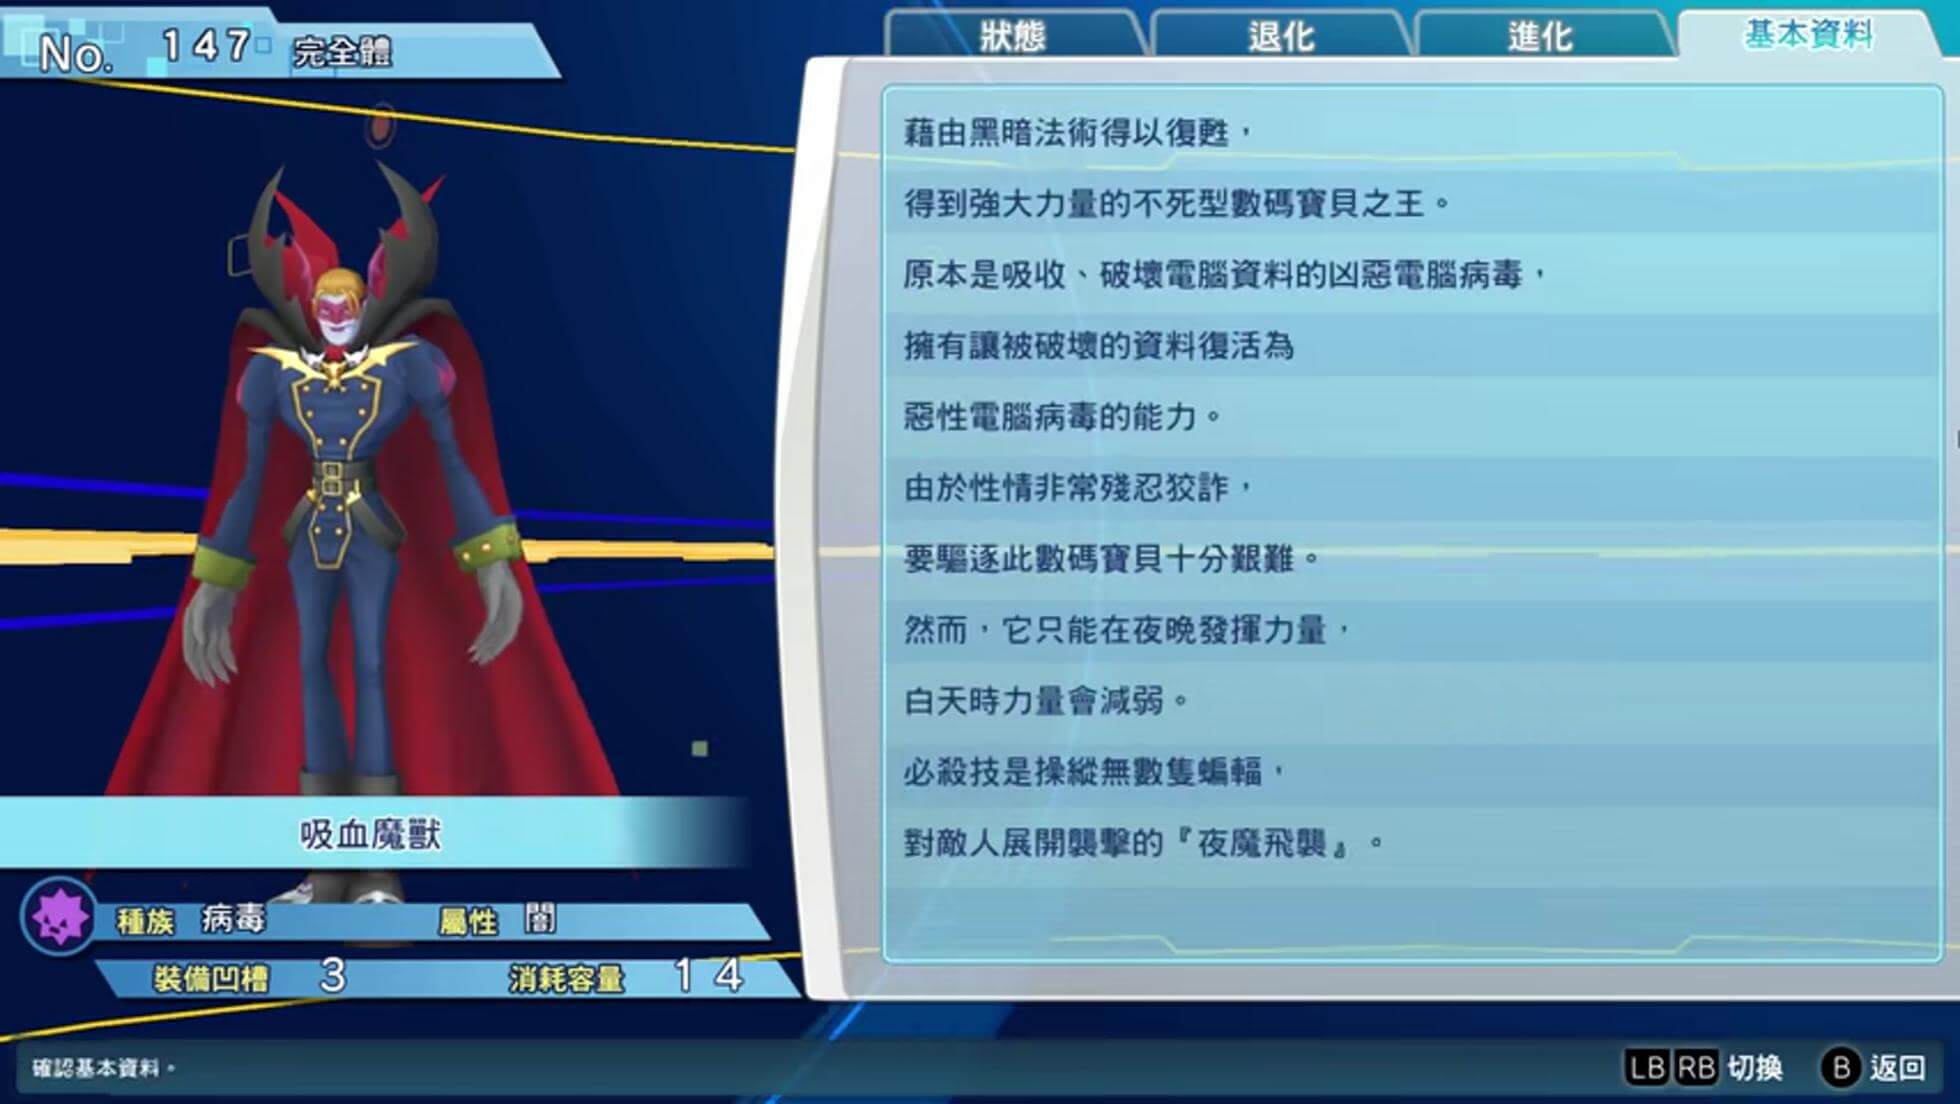 No. 147 完全體
狀態 退化 進化 基本資料
藉由黑暗法術得以復甦，
得到強大力量的不死型數碼寶貝之王。
原本是吸收、破壞電腦資料的凶惡電腦病毒，
擁有讓被破壞的資料復活為
惡性電腦病毒的能力。
由於性情非常殘忍狡詐，
要驅逐此數碼寶貝十分艱難。
然而，它只能在夜晚發揮力量，
白天時力量會減弱。
必殺技是操縱無數隻蝙蝠，
對敵人展開襲擊的『夜魔飛襲』。
吸血魔獸
種族 病毒 屬性 闇
裝備凹槽 3 消耗容量 14
確認基本資料。
LB RB 切換 B 返回